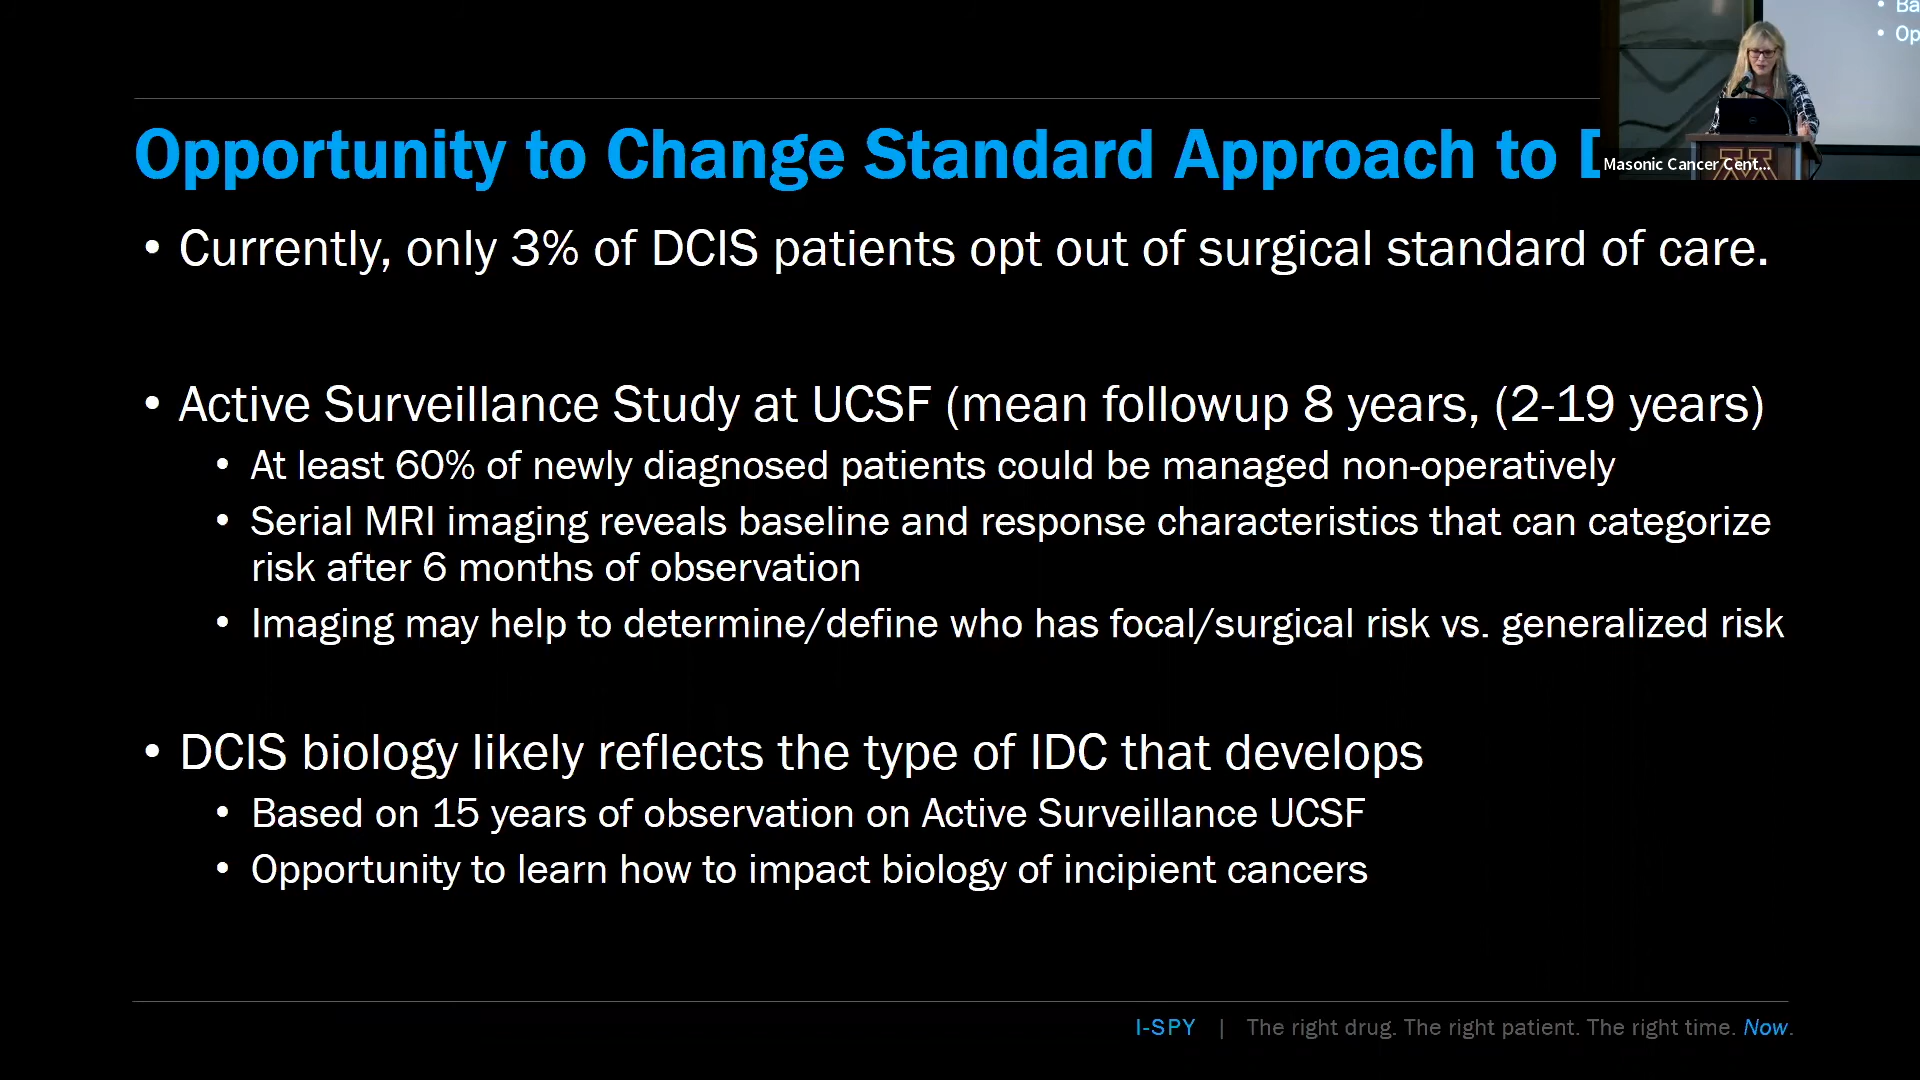 • Ba
• Op
Masonic Cancer Cent...
Opportunity to Change Standard Approach to
• Currently, only 3% of DCIS patients opt out of surgical standard of care.
• Active Surveillance Study at UCSF (mean followup 8 years, (2-19 years)
• At least 60% of newly diagnosed patients could be managed non-operatively
• Serial MRI imaging reveals baseline and response characteristics that can categorize
risk after 6 months of observation
• Imaging may help to determine/define who has focal/surgical risk vs. generalized risk
• DCIS biology likely reflects the type of IDC that develops
• Based on 15 years of observation on Active Surveillance UCSF
• Opportunity to learn how to impact biology of incipient cancers
I-SPY | The right drug. The right patient. The right time. Now.